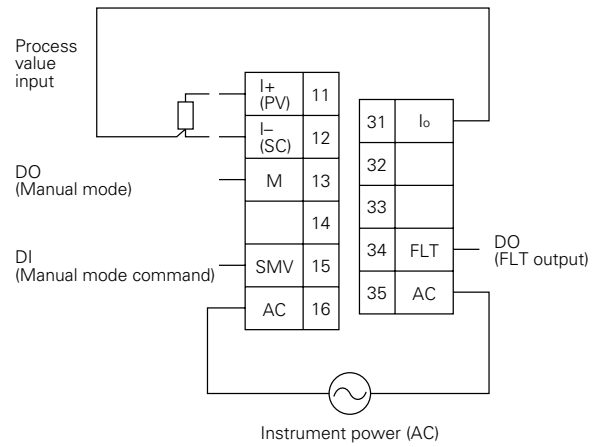 Process
value
input
I+
(PV)
11
I–
(SC)
12
DO
(Manual mode)
M
13
14
DI
(Manual mode command)
SMV
15
AC
16
31
Io
32
33
34
FLT
DO
(FLT output)
35
AC
Instrument power (AC)